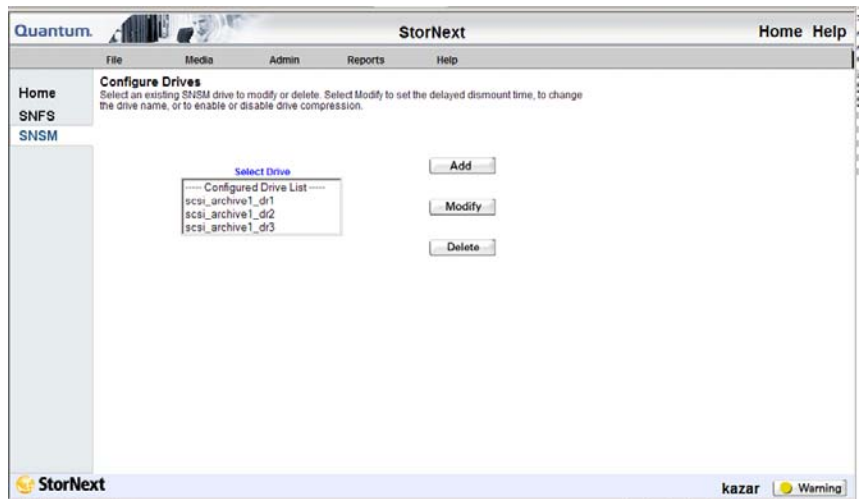 Quantum.
StorNext
Home Help
File Media Admin Reports Help
Home
SNFS
SNSM
Configure Drives
Select an existing SNSM drive to modify or delete. Select Modify to set the delayed dismount time, to change
the drive name, or to enable or disable drive compression.
Select Drive
----- Configured Drive List -----
scsi_archive1_dr1
scsi_archive1_dr2
scsi_archive1_dr3
Add
Modify
Delete
StorNext
kazar
Warning